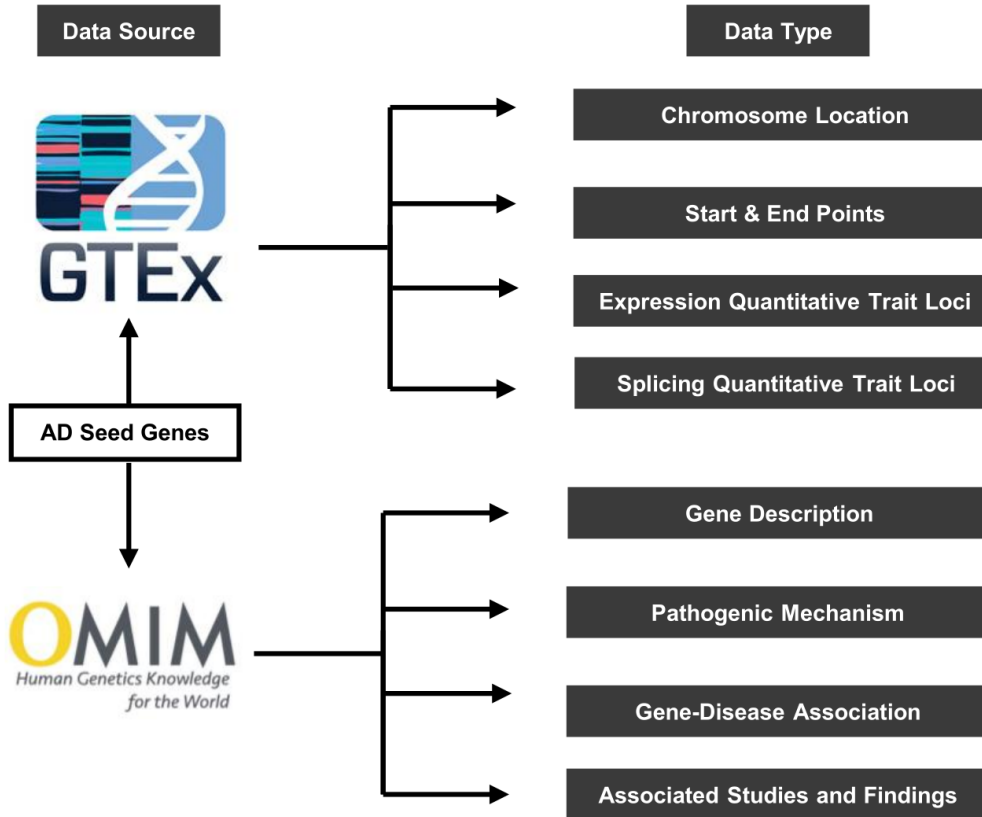 Data Source
Data Type
GTEx
Chromosome Location
Start & End Points
Expression Quantitative Trait Loci
Splicing Quantitative Trait Loci
AD Seed Genes
OMIM
Human Genetics Knowledge
for the World
Gene Description
Pathogenic Mechanism
Gene-Disease Association
Associated Studies and Findings